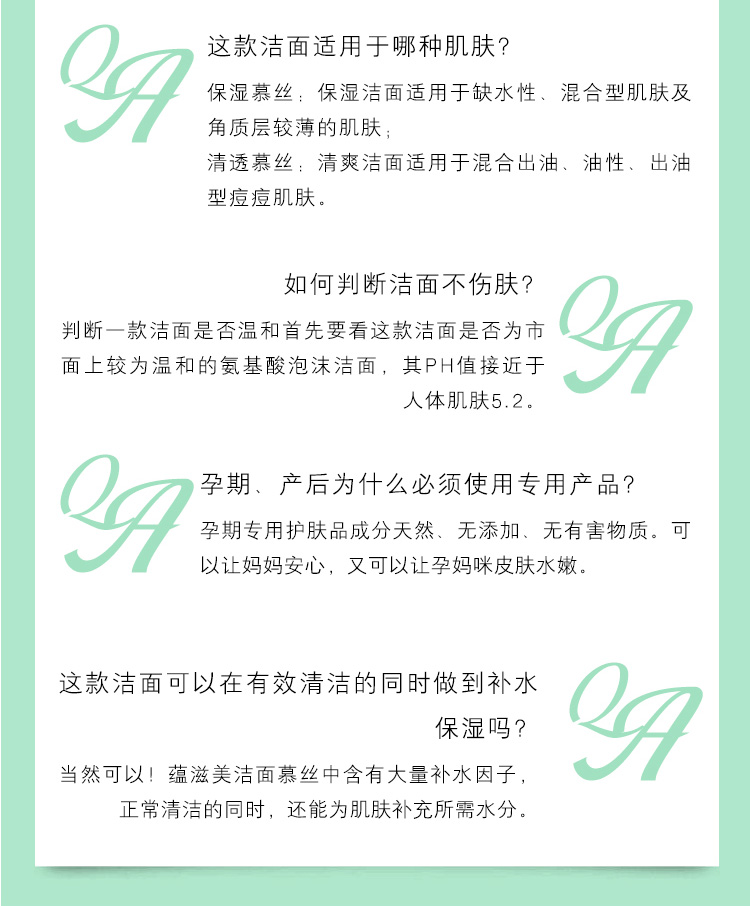 QA
这款洁面适用于哪种肌肤?
保湿慕丝：保湿洁面适用于缺水性、混合型肌肤及
角质层较薄的肌肤；
清透慕丝：清爽洁面适用于混合出油、油性、出油
型痘痘肌肤。
QA
如何判断洁面不伤肤?
判断一款洁面是否温和首先要看这款洁面是否为市
面上较为温和的氨基酸泡沫洁面，其PH值接近于
人体肌肤5.2。
QA
孕期、产后为什么必须使用专用产品?
孕期专用护肤品成分天然、无添加、无有害物质。可
以让妈妈安心，又可以让孕妈咪皮肤水嫩。
QA
这款洁面可以在有效清洁的同时做到补水
保湿吗?
当然可以！蕴滋美洁面慕丝中含有大量补水因子，
正常清洁的同时，还能为肌肤补充所需水分。